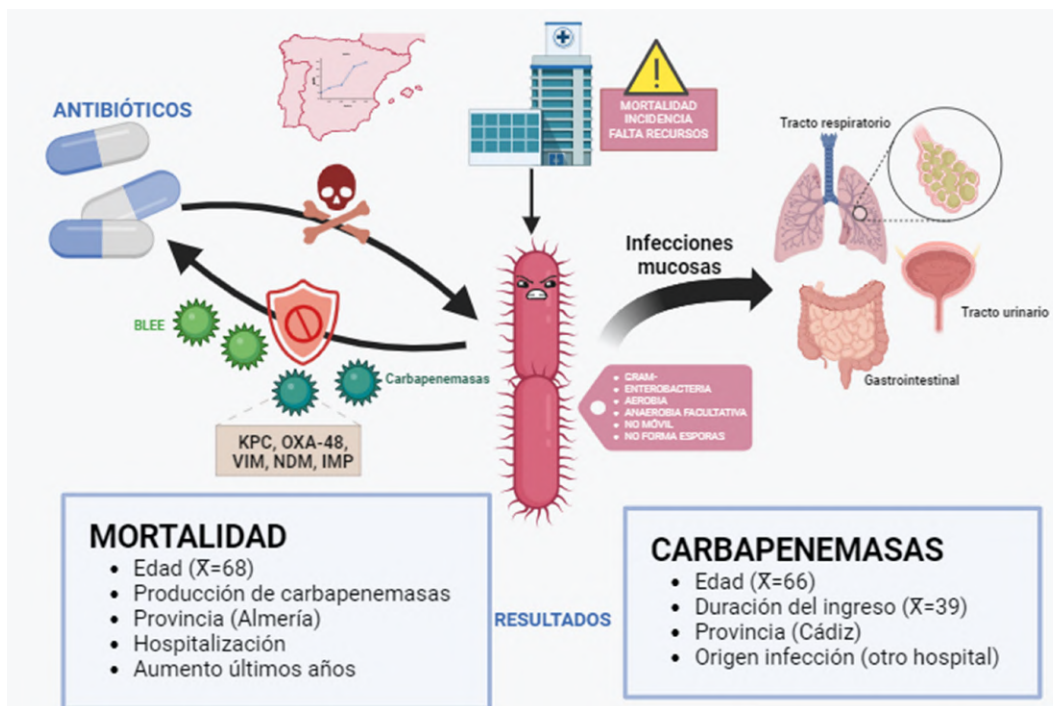 ANTIBIÓTICOS
MORTALIDAD
INCIDENCIA
FALTA RECURSOS
Tracto respiratorio
Infecciones
mucosas
Tracto urinario
Gastrointestinal
BLEE
Carbapenemasas
KPC, OXA-48,
VIM, NDM, IMP
• GRAM-
• ENTEROBACTERIA
• AEROBIA
• ANAEROBIA FACULTATIVA
• NO MÓVIL
• NO FORMA ESPORAS
MORTALIDAD
• Edad (X̅=68)
• Producción de carbapenemasas
• Provincia (Almería)
• Hospitalización
• Aumento últimos años
RESULTADOS
CARBAPENEMASAS
• Edad (X̅=66)
• Duración del ingreso (X̅=39)
• Provincia (Cádiz)
• Origen infección (otro hospital)